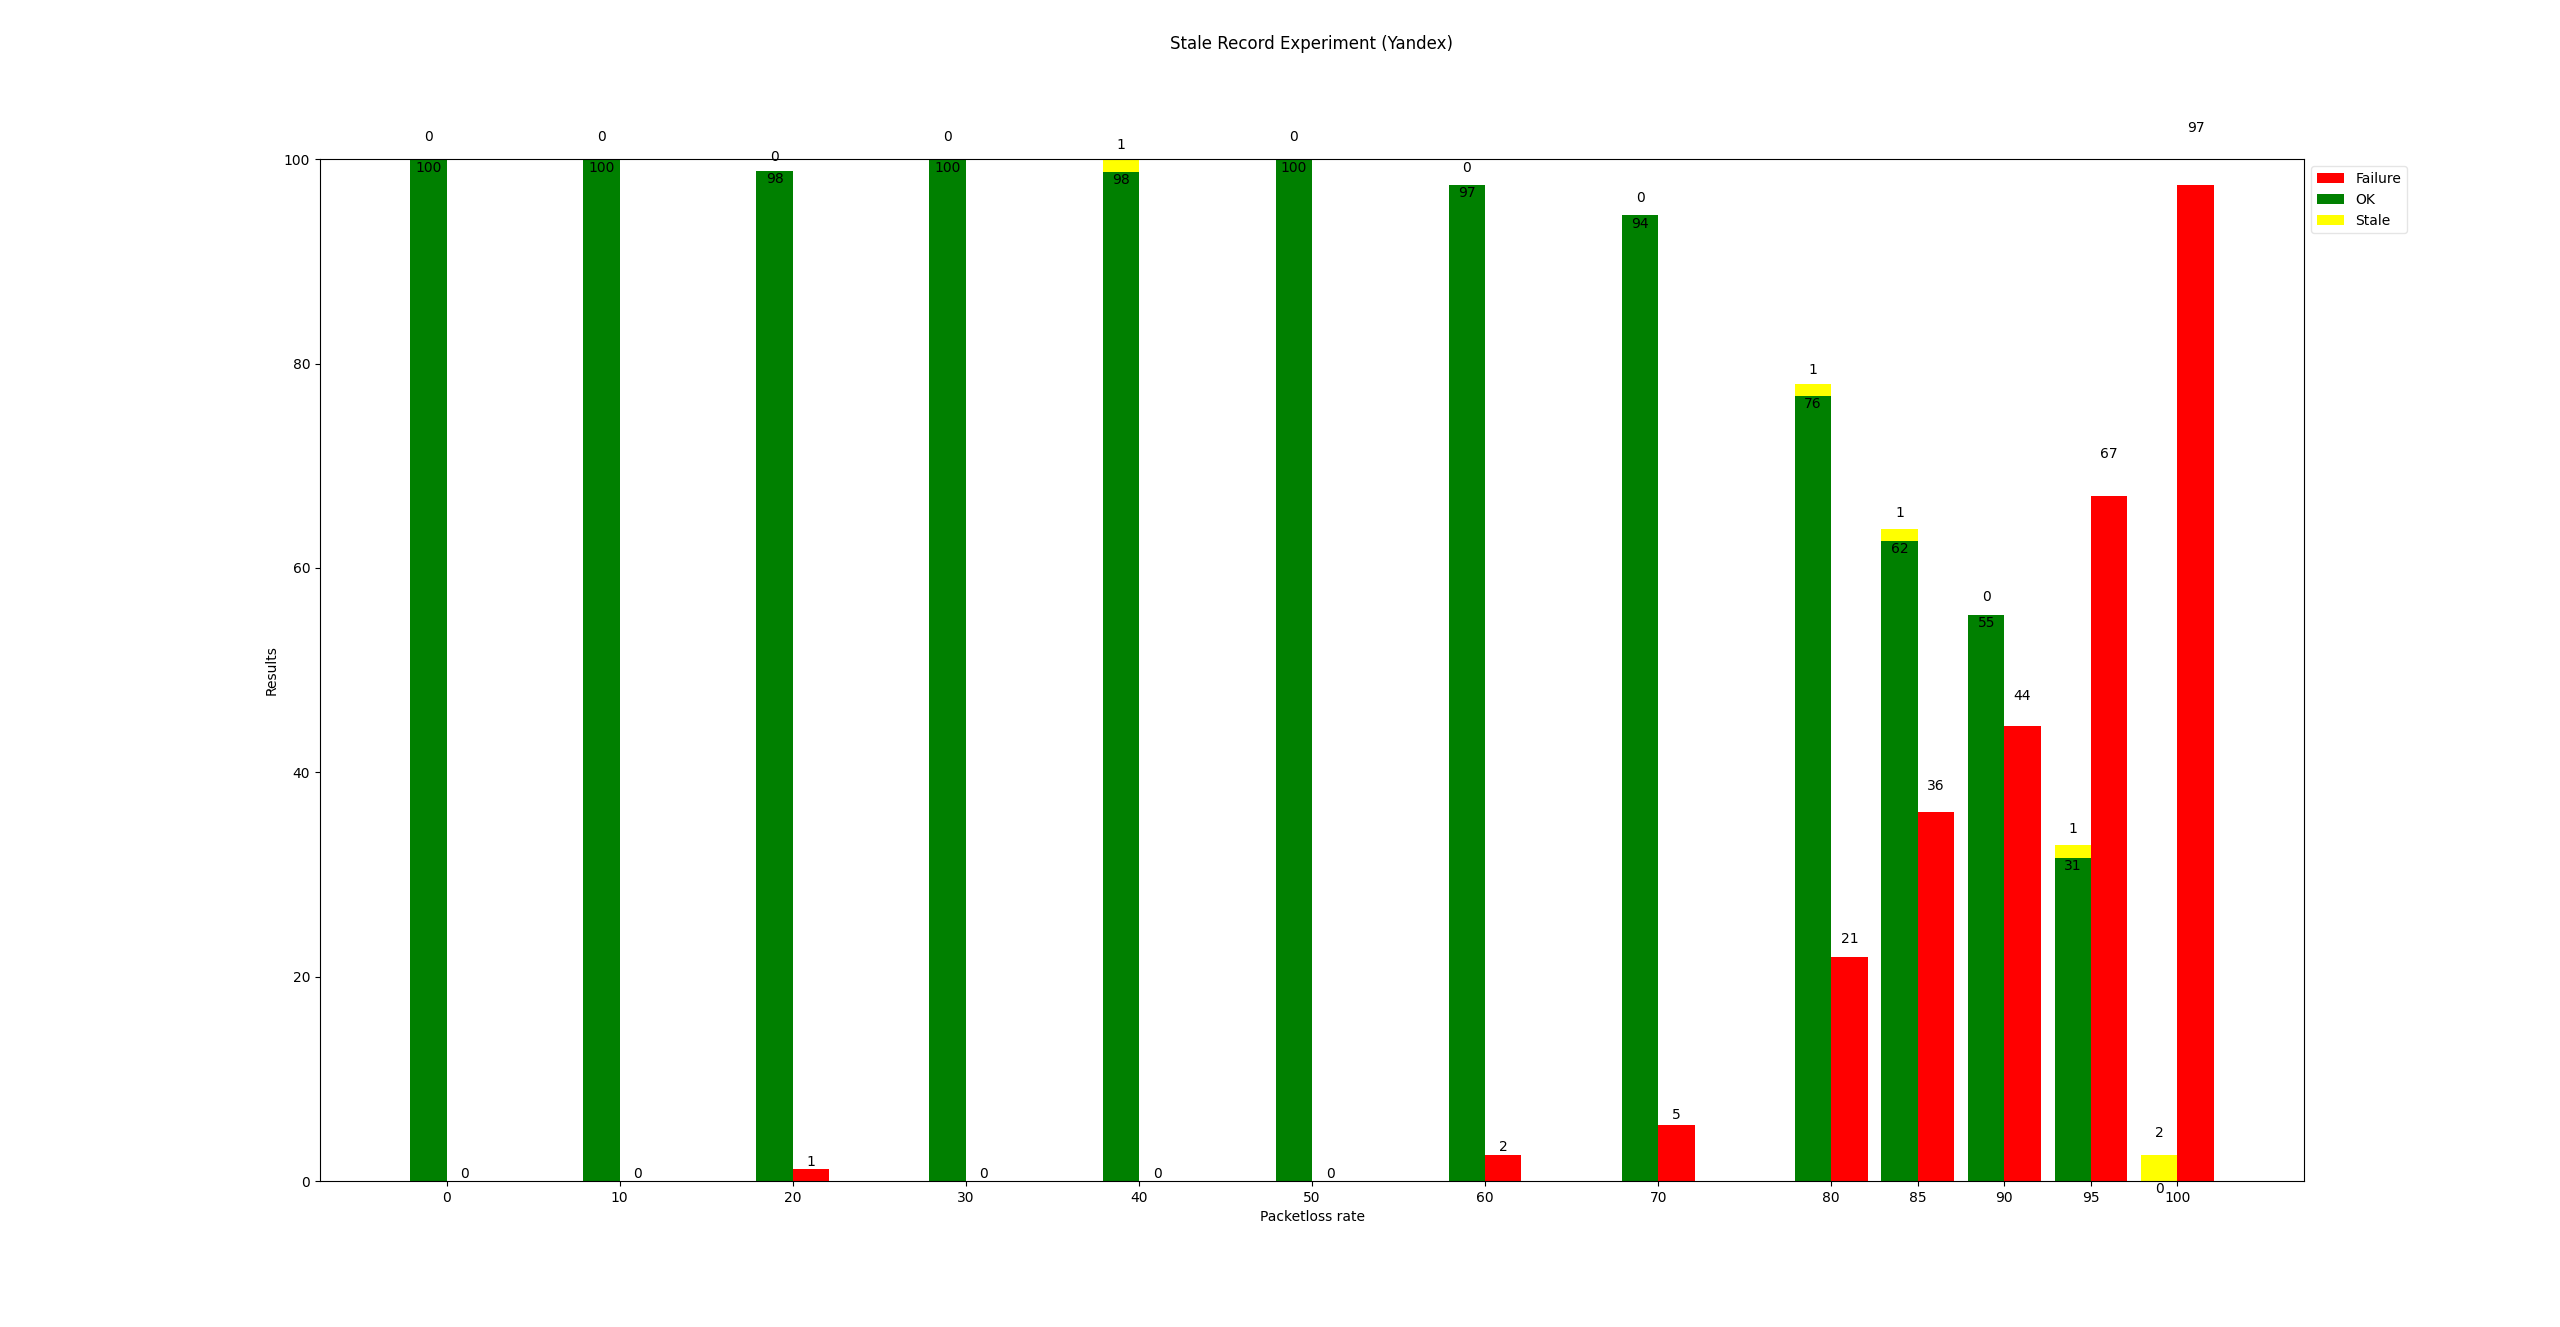 Stale Record Experiment (Yandex)
0 0 0 0 1 0 0 0 1 1 0 1 2
100 100 98 100 98 100 97 94 76 62 55 31 0
0 0 1 0 0 0 2 5 21 36 44 67 97
Failure
OK
Stale
100
80
60
40
20
0
Results
0 10 20 30 40 50 60 70 80 85 90 95 100
Packetloss rate